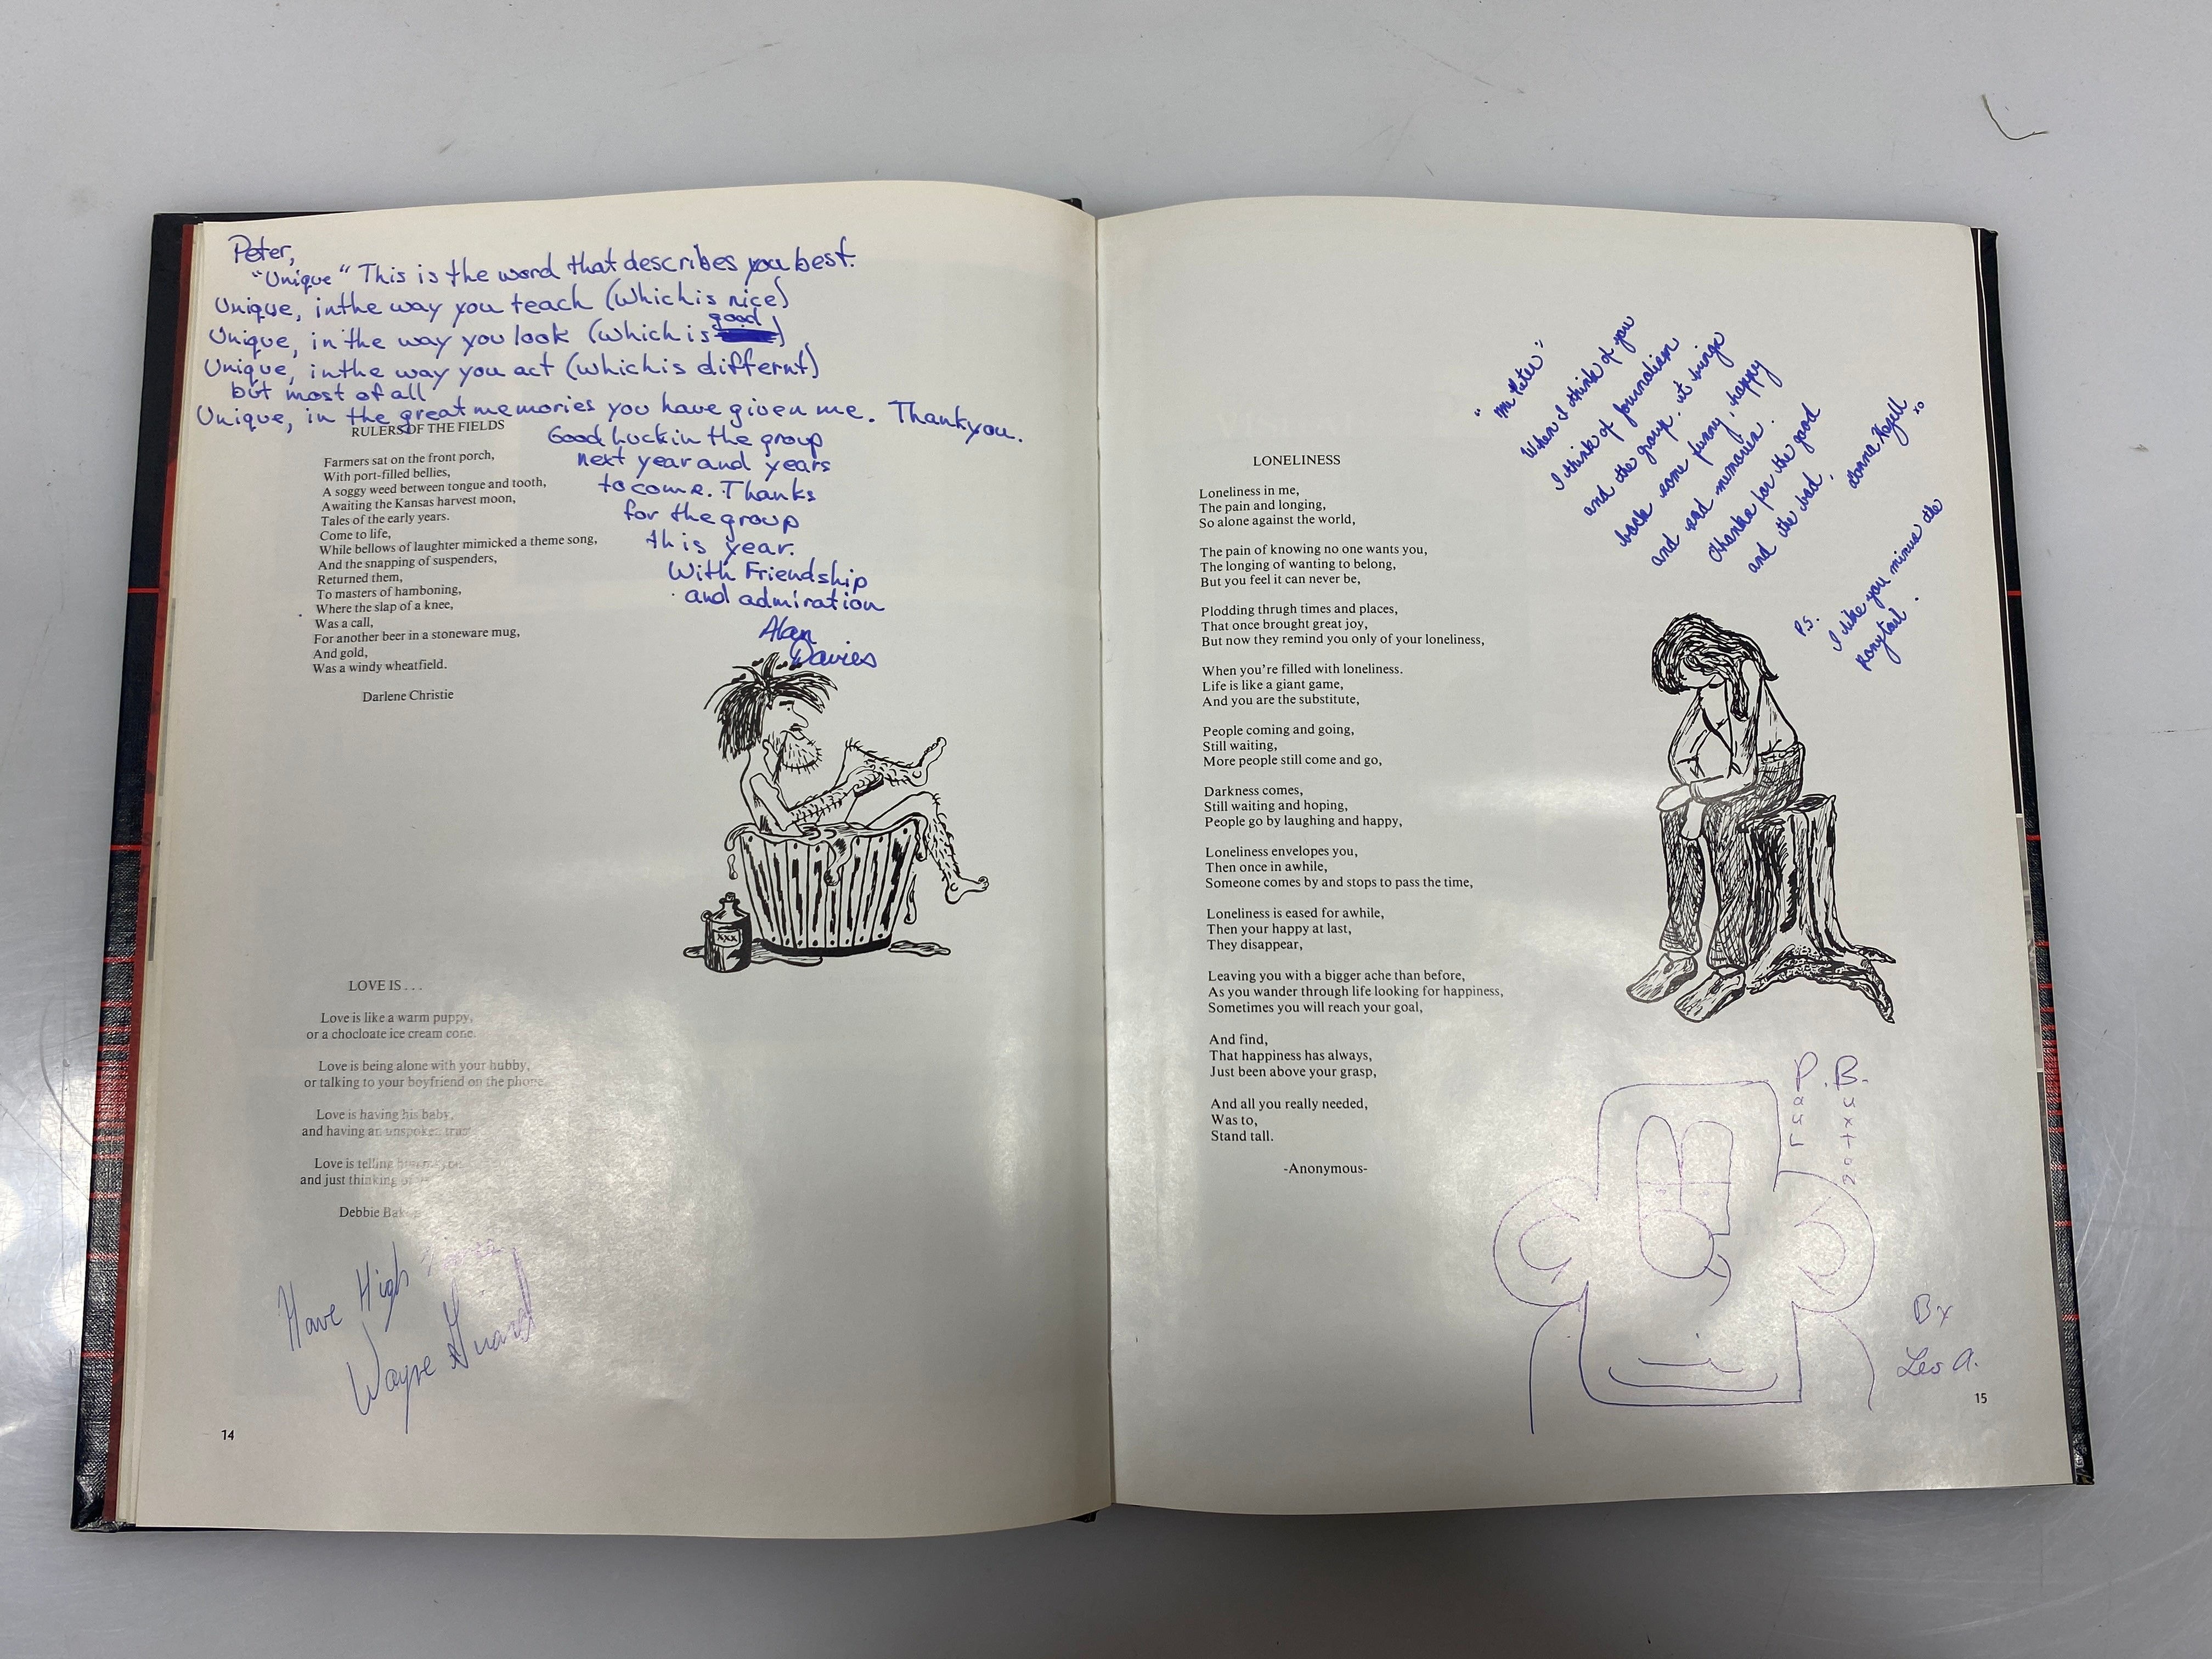 Peter,
"Unique" This is the word that describes you best.
Unique, in the way you teach (which is nice)
Unique, in the way you look (which is good)
Unique, in the way you act (which is differnt)
but most of all
Unique, in the great memories you have given me. Thankyou.
Good Luck in the group
next year and years
to come. Thanks
for the group
this year.
With Friendship
and admiration
Alan
Davies
RULERS OF THE FIELDS
Farmers sat on the front porch,
With port-filled bellies,
A soggy weed between tongue and tooth,
Awaiting the Kansas harvest moon,
Tales of the early years.
Come to life,
While bellows of laughter mimicked a theme song,
And the snapping of suspenders,
Returned them,
To masters of hamboning,
Where the slap of a knee,
Was a call,
For another beer in a stoneware mug,
And gold,
Was a windy wheatfield.
Darlene Christie
XXX
LOVE IS . . .
Love is like a warm puppy,
or a chocloate ice cream cone.
Love is being alone with your hubby,
or talking to your boyfriend on the phone.
Love is having his baby,
and having an unspoken trust
Love is telling him
and just thinking
Debbie
Have High
Wayne
14
"Mr Peter"
When I think of you
I think of journalism
and the group. it brings
back some funny, happy
and sad memories.
thanks for the good
and the bad.
Donna Hazell
xo
P.S.
I like you minus the
ponytail.
LONELINESS
Loneliness in me,
The pain and longing,
So alone against the world,
The pain of knowing no one wants you,
The longing of wanting to belong,
But you feel it can never be,
Plodding thrugh times and places,
That once brought great joy,
But now they remind you only of your loneliness,
When you're filled with loneliness.
Life is like a giant game,
And you are the substitute,
People coming and going,
Still waiting,
More people still come and go,
Darkness comes,
Still waiting and hoping,
People go by laughing and happy,
Loneliness envelopes you,
Then once in awhile,
Someone comes by and stops to pass the time,
Loneliness is eased for awhile,
Then your happy at last,
They disappear,
Leaving you with a bigger ache than before,
As you wander through life looking for happiness,
Sometimes you will reach your goal,
And find,
That happiness has always,
Just been above your grasp,
And all you really needed,
Was to,
Stand tall.
-Anonymous-
P. B.
Paul
Buxton
By
Leo A.
15